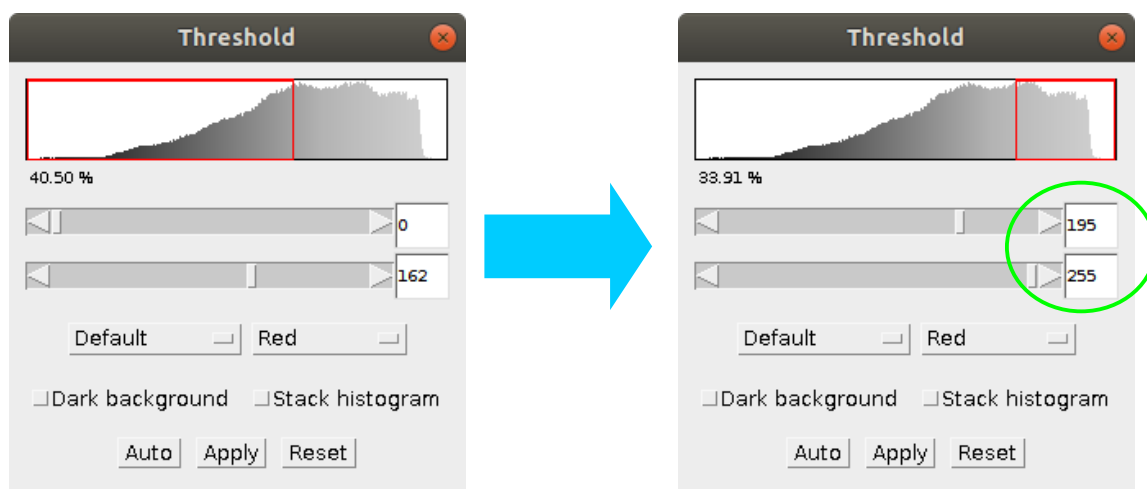 Threshold
40.50 %
0
162
Default Red
Dark background Stack histogram
Auto Apply Reset
Threshold
33.91 %
195
255
Default Red
Dark background Stack histogram
Auto Apply Reset